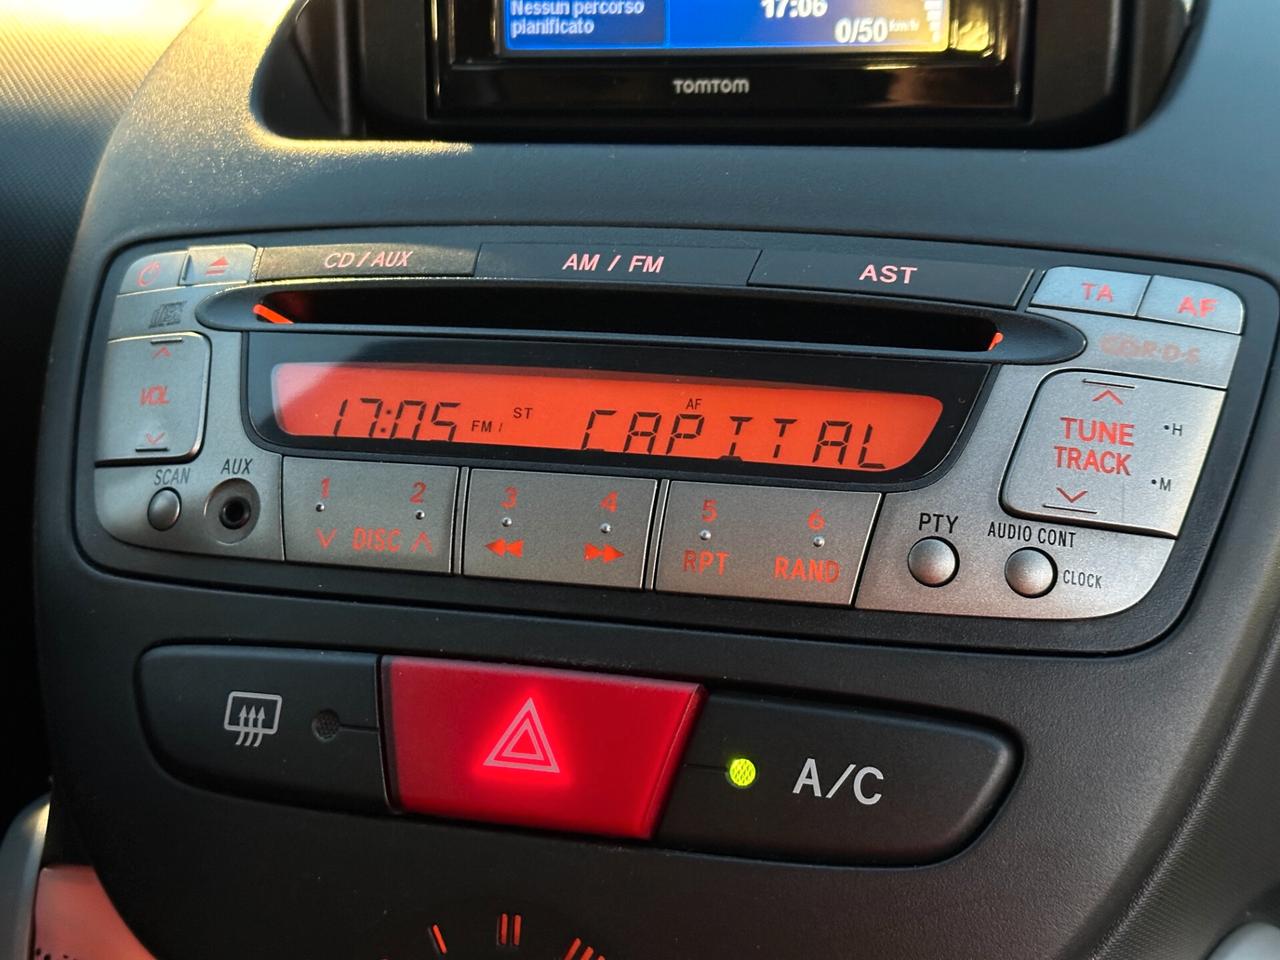 Nessun percorso
pianificato
17:06
0/50 km/h
TOMTOM
CD / AUX
AM / FM
AST
TA
AF
VOL
17:05
FM 1
ST
AF
CAPITAL
TUNE
TRACK
H
M
SCAN
AUX
1
2
3
4
5
6
DISC
RPT
RAND
PTY
AUDIO CONT
CLOCK
A/C